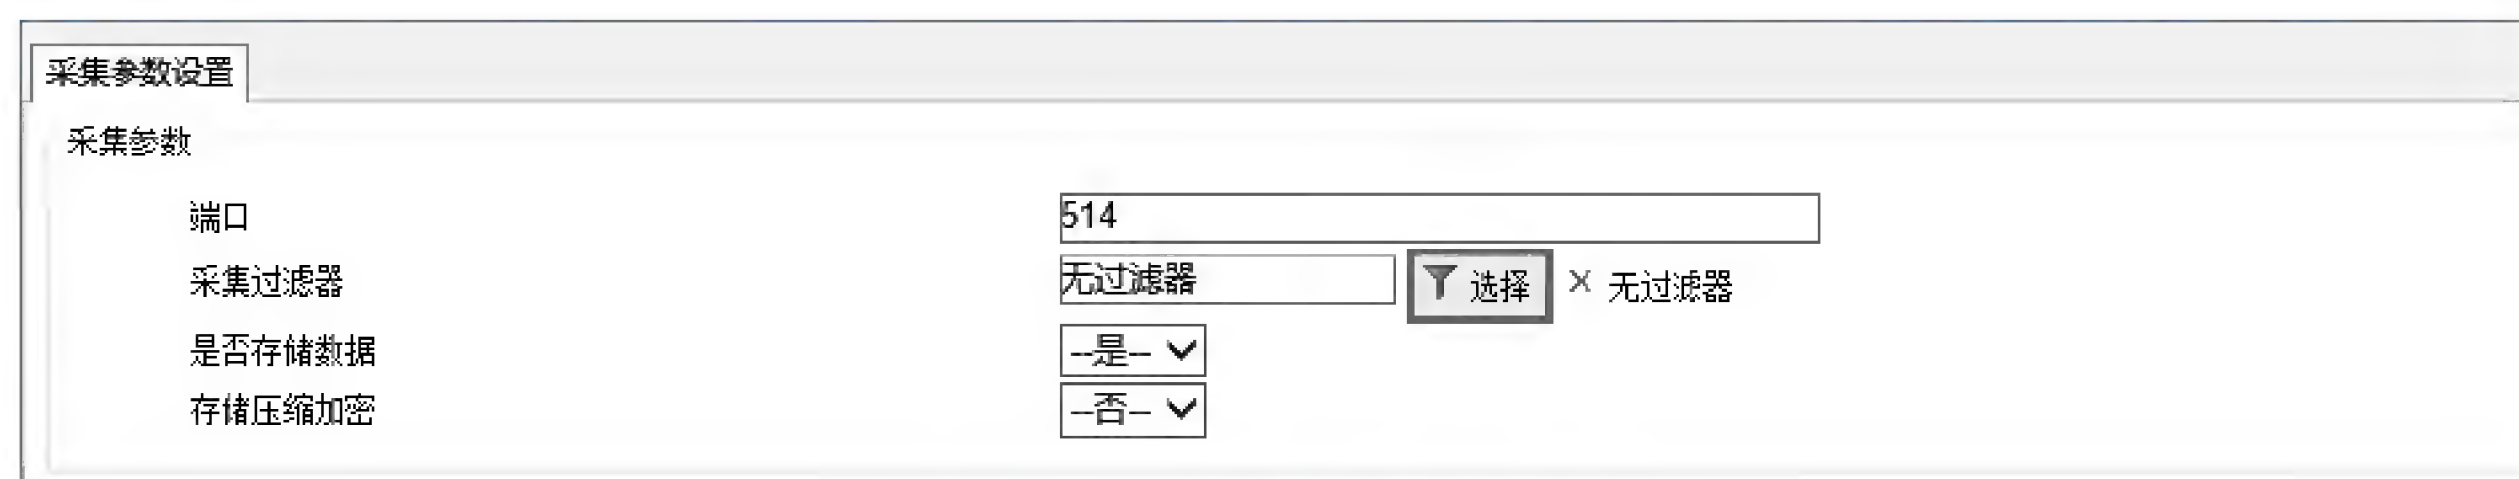 采集参数设置
采集参数
端口 514
采集过滤器 无过滤器 选择 X 无过滤器
是否存储数据 --是--
存储压缩加密 --否--